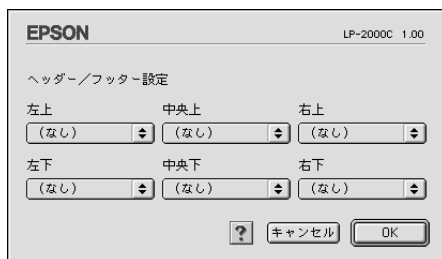 EPSON LP-2000C 1.00
ヘッダー/フッター設定
左上 中央上 右上
(なし) (なし) (なし)
左下 中央下 右下
(なし) (なし) (なし)
? キャンセル OK